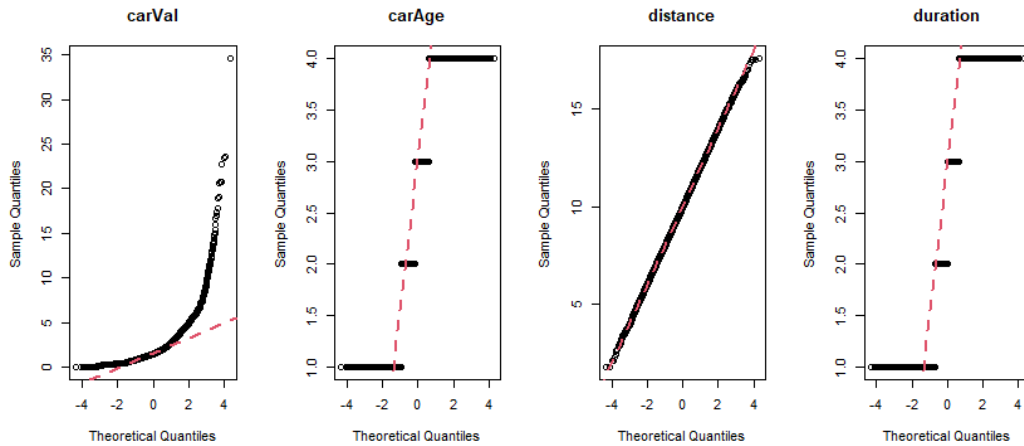 carVal
Sample Quantiles
35
30
25
20
15
10
5
0
-4 -2 0 2 4
Theoretical Quantiles
carAge
Sample Quantiles
4.0
3.5
3.0
2.5
2.0
1.5
1.0
-4 -2 0 2 4
Theoretical Quantiles
distance
Sample Quantiles
15
10
5
-4 -2 0 2 4
Theoretical Quantiles
duration
Sample Quantiles
4.0
3.5
3.0
2.5
2.0
1.5
1.0
-4 -2 0 2 4
Theoretical Quantiles